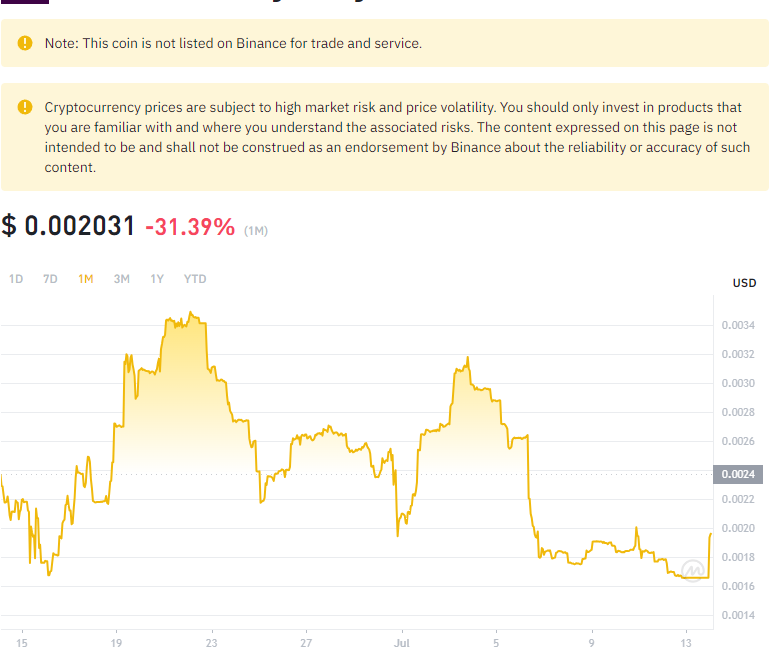 Note: This coin is not listed on Binance for trade and service.
Cryptocurrency prices are subject to high market risk and price volatility. You should only invest in products that
you are familiar with and where you understand the associated risks. The content expressed on this page is not
intended to be and shall not be construed as an endorsement by Binance about the reliability or accuracy of such
content.
$ 0.002031 -31.39% (1M)
1D 7D 1M 3M 1Y YTD
USD
0.0034
0.0032
0.0030
0.0028
0.0026
0.0024
0.0022
0.0020
0.0018
0.0016
0.0014
15 19 23 27 Jul 5 9 13